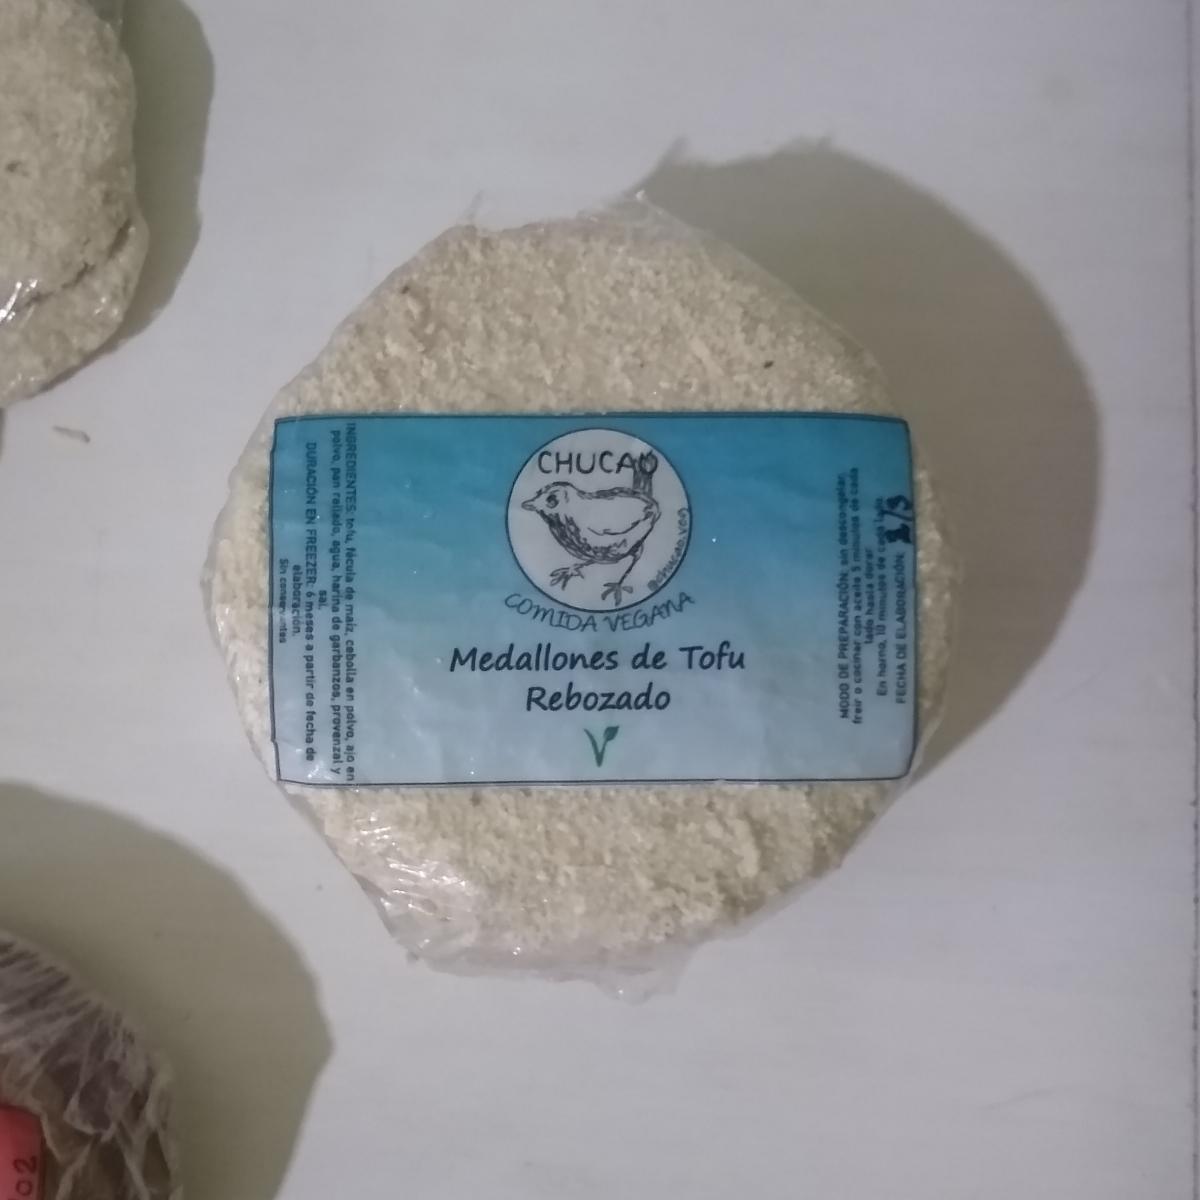 CHUCAO
@chucao.veg
COMIDA VEGANA
Medallones de Tofu
Rebozado
V
INGREDIENTES: tofu, fécula de maíz, cebolla en polvo, ajo en
polvo, pan rallado, agua, harina de garbanzos, provenzal y
sal.
DURACIÓN EN FREEZER: 6 meses a partir de fecha de
elaboración.
Sin conservantes
MODO DE PREPARACIÓN: sin descongelar,
freír o cocinar con aceite 5 minutos de cada
lado hasta dorar
En horno, 10 minutos de cada lado.
FECHA DE ELABORACIÓN: